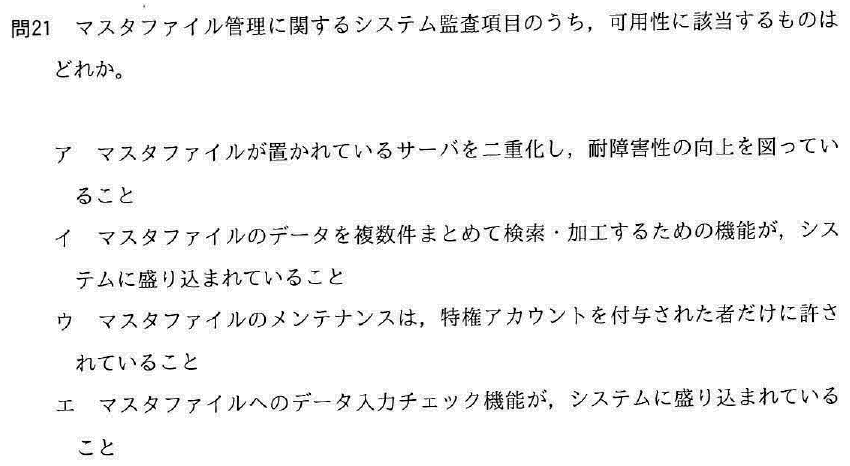 問21　マスタファイル管理に関するシステム監査項目のうち，可用性に該当するものは
どれか。
ア　マスタファイルが置かれているサーバを二重化し，耐障害性の向上を図ってい
ること
イ　マスタファイルのデータを複数件まとめて検索・加工するための機能が，シス
テムに盛り込まれていること
ウ　マスタファイルのメンテナンスは，特権アカウントを付与された者だけに許さ
れていること
エ　マスタファイルへのデータ入力チェック機能が，システムに盛り込まれている
こと